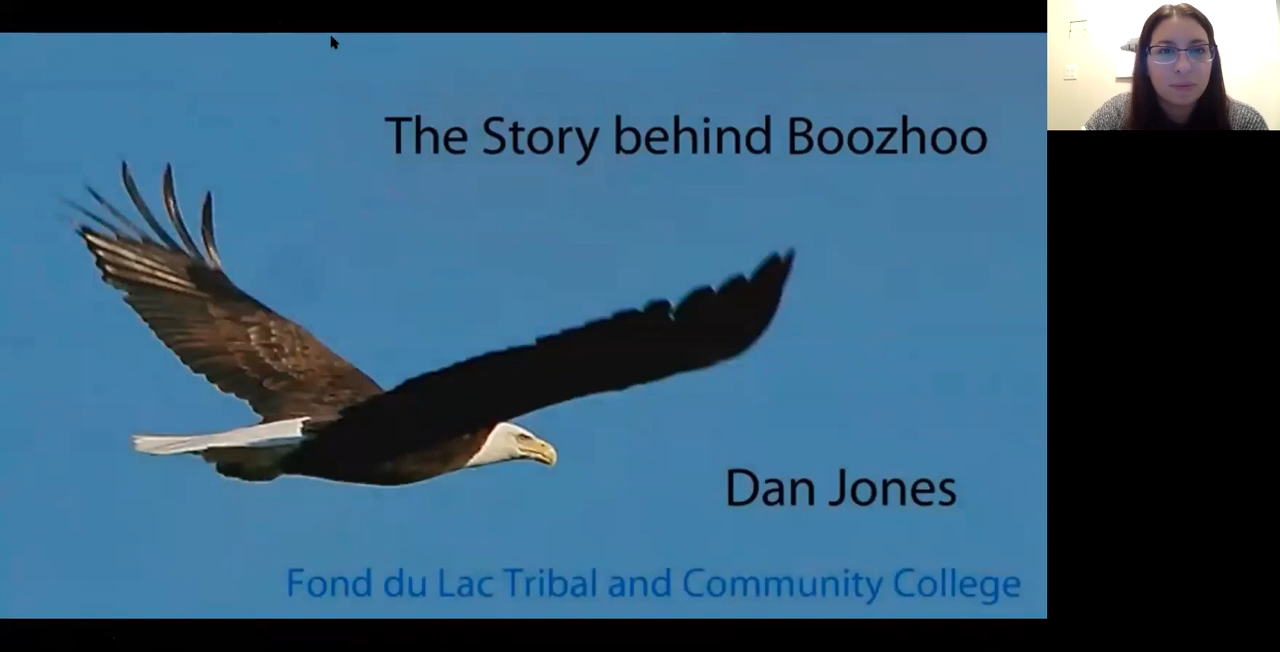 The Story behind Boozhoo
Dan Jones
Fond du Lac Tribal and Community College